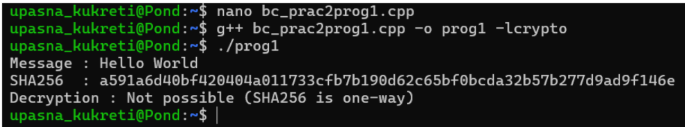 upasna_kukreti@Pond:~$ nano bc_prac2prog1.cpp
upasna_kukreti@Pond:~$ g++ bc_prac2prog1.cpp -o prog1 -lcrypto
upasna_kukreti@Pond:~$ ./prog1
Message : Hello World
SHA256  : a591a6d40bf420404a011733cfb7b190d62c65bf0bcda32b57b277d9ad9f146e
Decryption : Not possible (SHA256 is one-way)
upasna_kukreti@Pond:~$